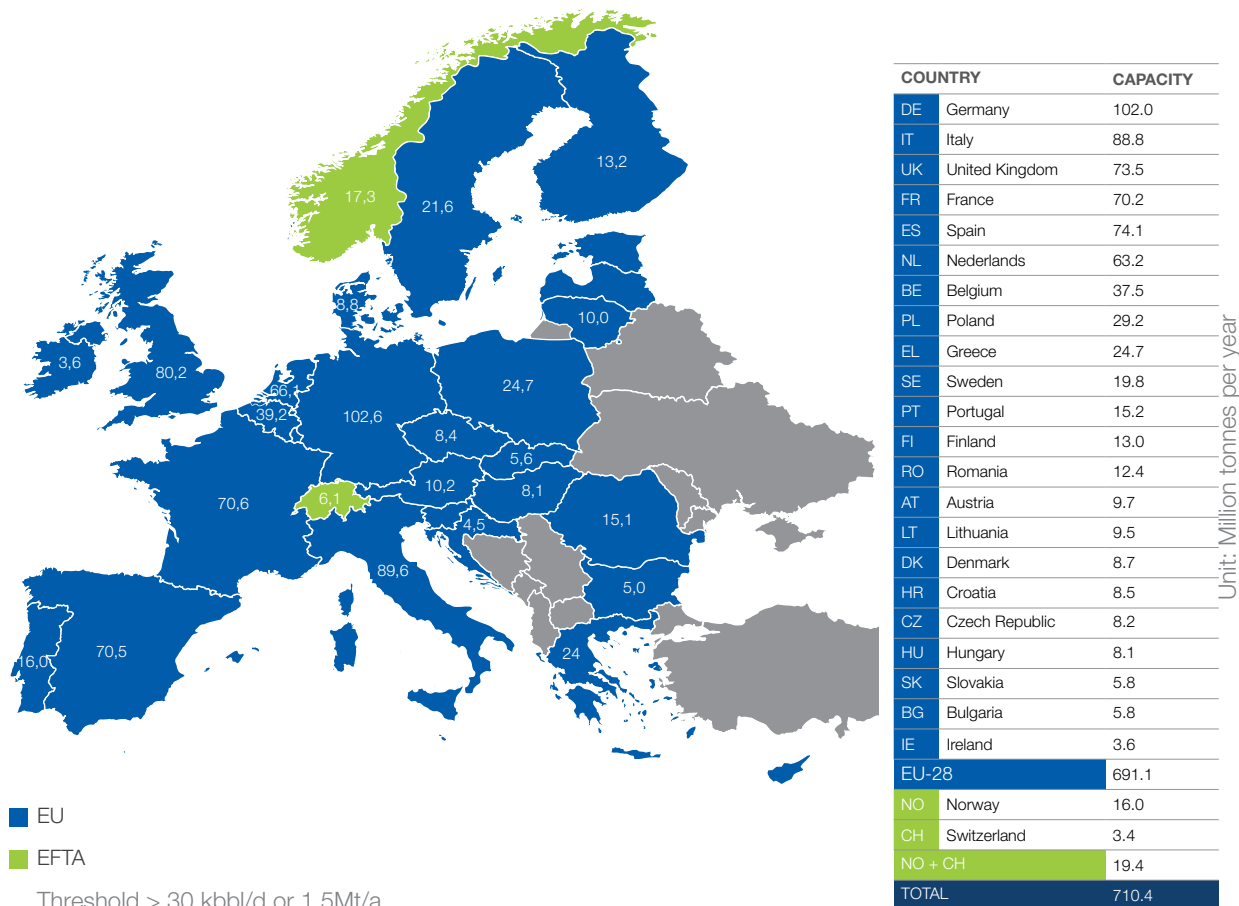 17,3
13,2
21,6
8,8
10,0
3,6
80,2
66,1
39,2
24,7
102,6
8,4
5,6
10,2
8,1
6,1
70,6
15,1
4,5
89,6
5,0
16,0
70,5
24
EU
EFTA
Threshold > 30 kbbl/d or 1.5Mt/a
COUNTRY CAPACITY
DE Germany 102.0
IT Italy 88.8
UK United Kingdom 73.5
FR France 70.2
ES Spain 74.1
NL Nederlands 63.2
BE Belgium 37.5
PL Poland 29.2
EL Greece 24.7
SE Sweden 19.8
PT Portugal 15.2
FI Finland 13.0
RO Romania 12.4
AT Austria 9.7
LT Lithuania 9.5
DK Denmark 8.7
HR Croatia 8.5
CZ Czech Republic 8.2
HU Hungary 8.1
SK Slovakia 5.8
BG Bulgaria 5.8
IE Ireland 3.6
EU-28 691.1
NO Norway 16.0
CH Switzerland 3.4
NO + CH 19.4
TOTAL 710.4
Unit: Million tonnes per year